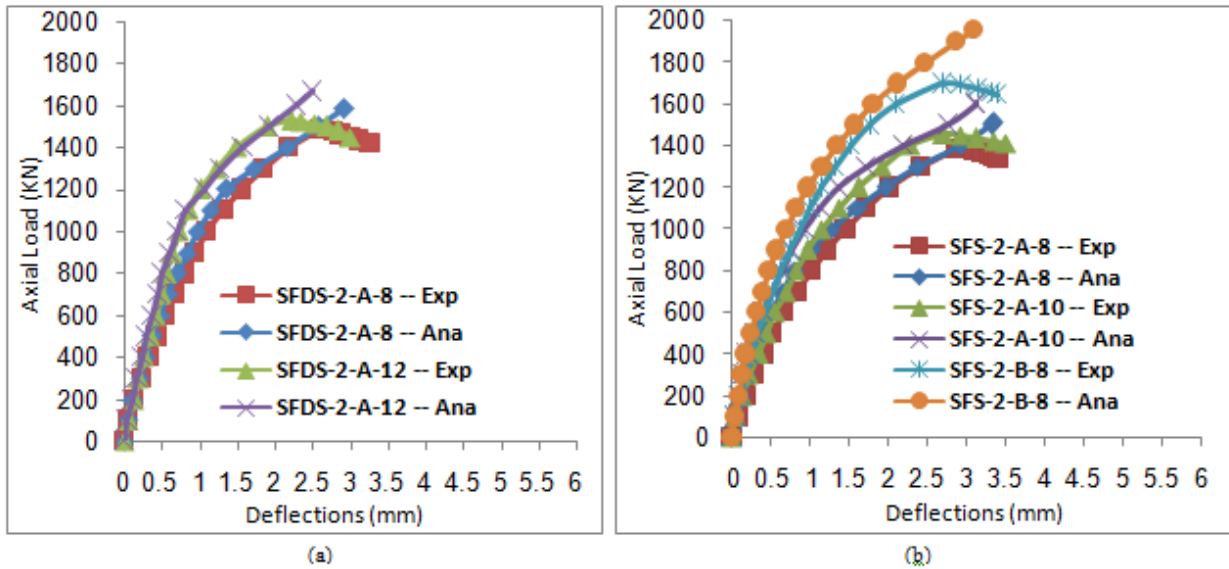 2000
1800
1600
1400
1200
1000
800
600
400
200
0
Axial Load (KN)
SFDS-2-A-8 -- Exp
SFDS-2-A-8 -- Ana
SFDS-2-A-12 -- Exp
SFDS-2-A-12 -- Ana
0 0.5 1 1.5 2 2.5 3 3.5 4 4.5 5 5.5 6
Deflections (mm)
(a)
2000
1800
1600
1400
1200
1000
800
600
400
200
0
Axial Load (KN)
SFS-2-A-8 -- Exp
SFS-2-A-8 -- Ana
SFS-2-A-10 -- Exp
SFS-2-A-10 -- Ana
SFS-2-B-8 -- Exp
SFS-2-B-8 -- Ana
0 0.5 1 1.5 2 2.5 3 3.5 4 4.5 5 5.5 6
Deflections (mm)
(b)